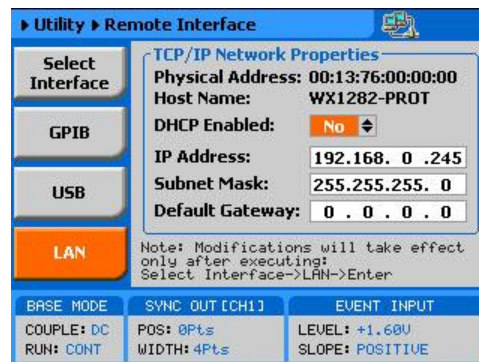 Utility ▸ Remote Interface
Select
Interface
GPIB
USB
LAN
TCP/IP Network Properties
Physical Address: 00:13:76:00:00:00
Host Name: WX1282-PROT
DHCP Enabled: No
IP Address: 192.168. 0 .245
Subnet Mask: 255.255.255. 0
Default Gateway: 0 . 0 . 0 . 0
Note: Modifications will take effect
only after executing:
Select Interface->LAN->Enter
BASE MODE
COUPLE: DC
RUN: CONT
SYNC OUT [CH1]
POS: 0Pts
WIDTH: 4Pts
EVENT INPUT
LEVEL: +1.60V
SLOPE: POSITIVE